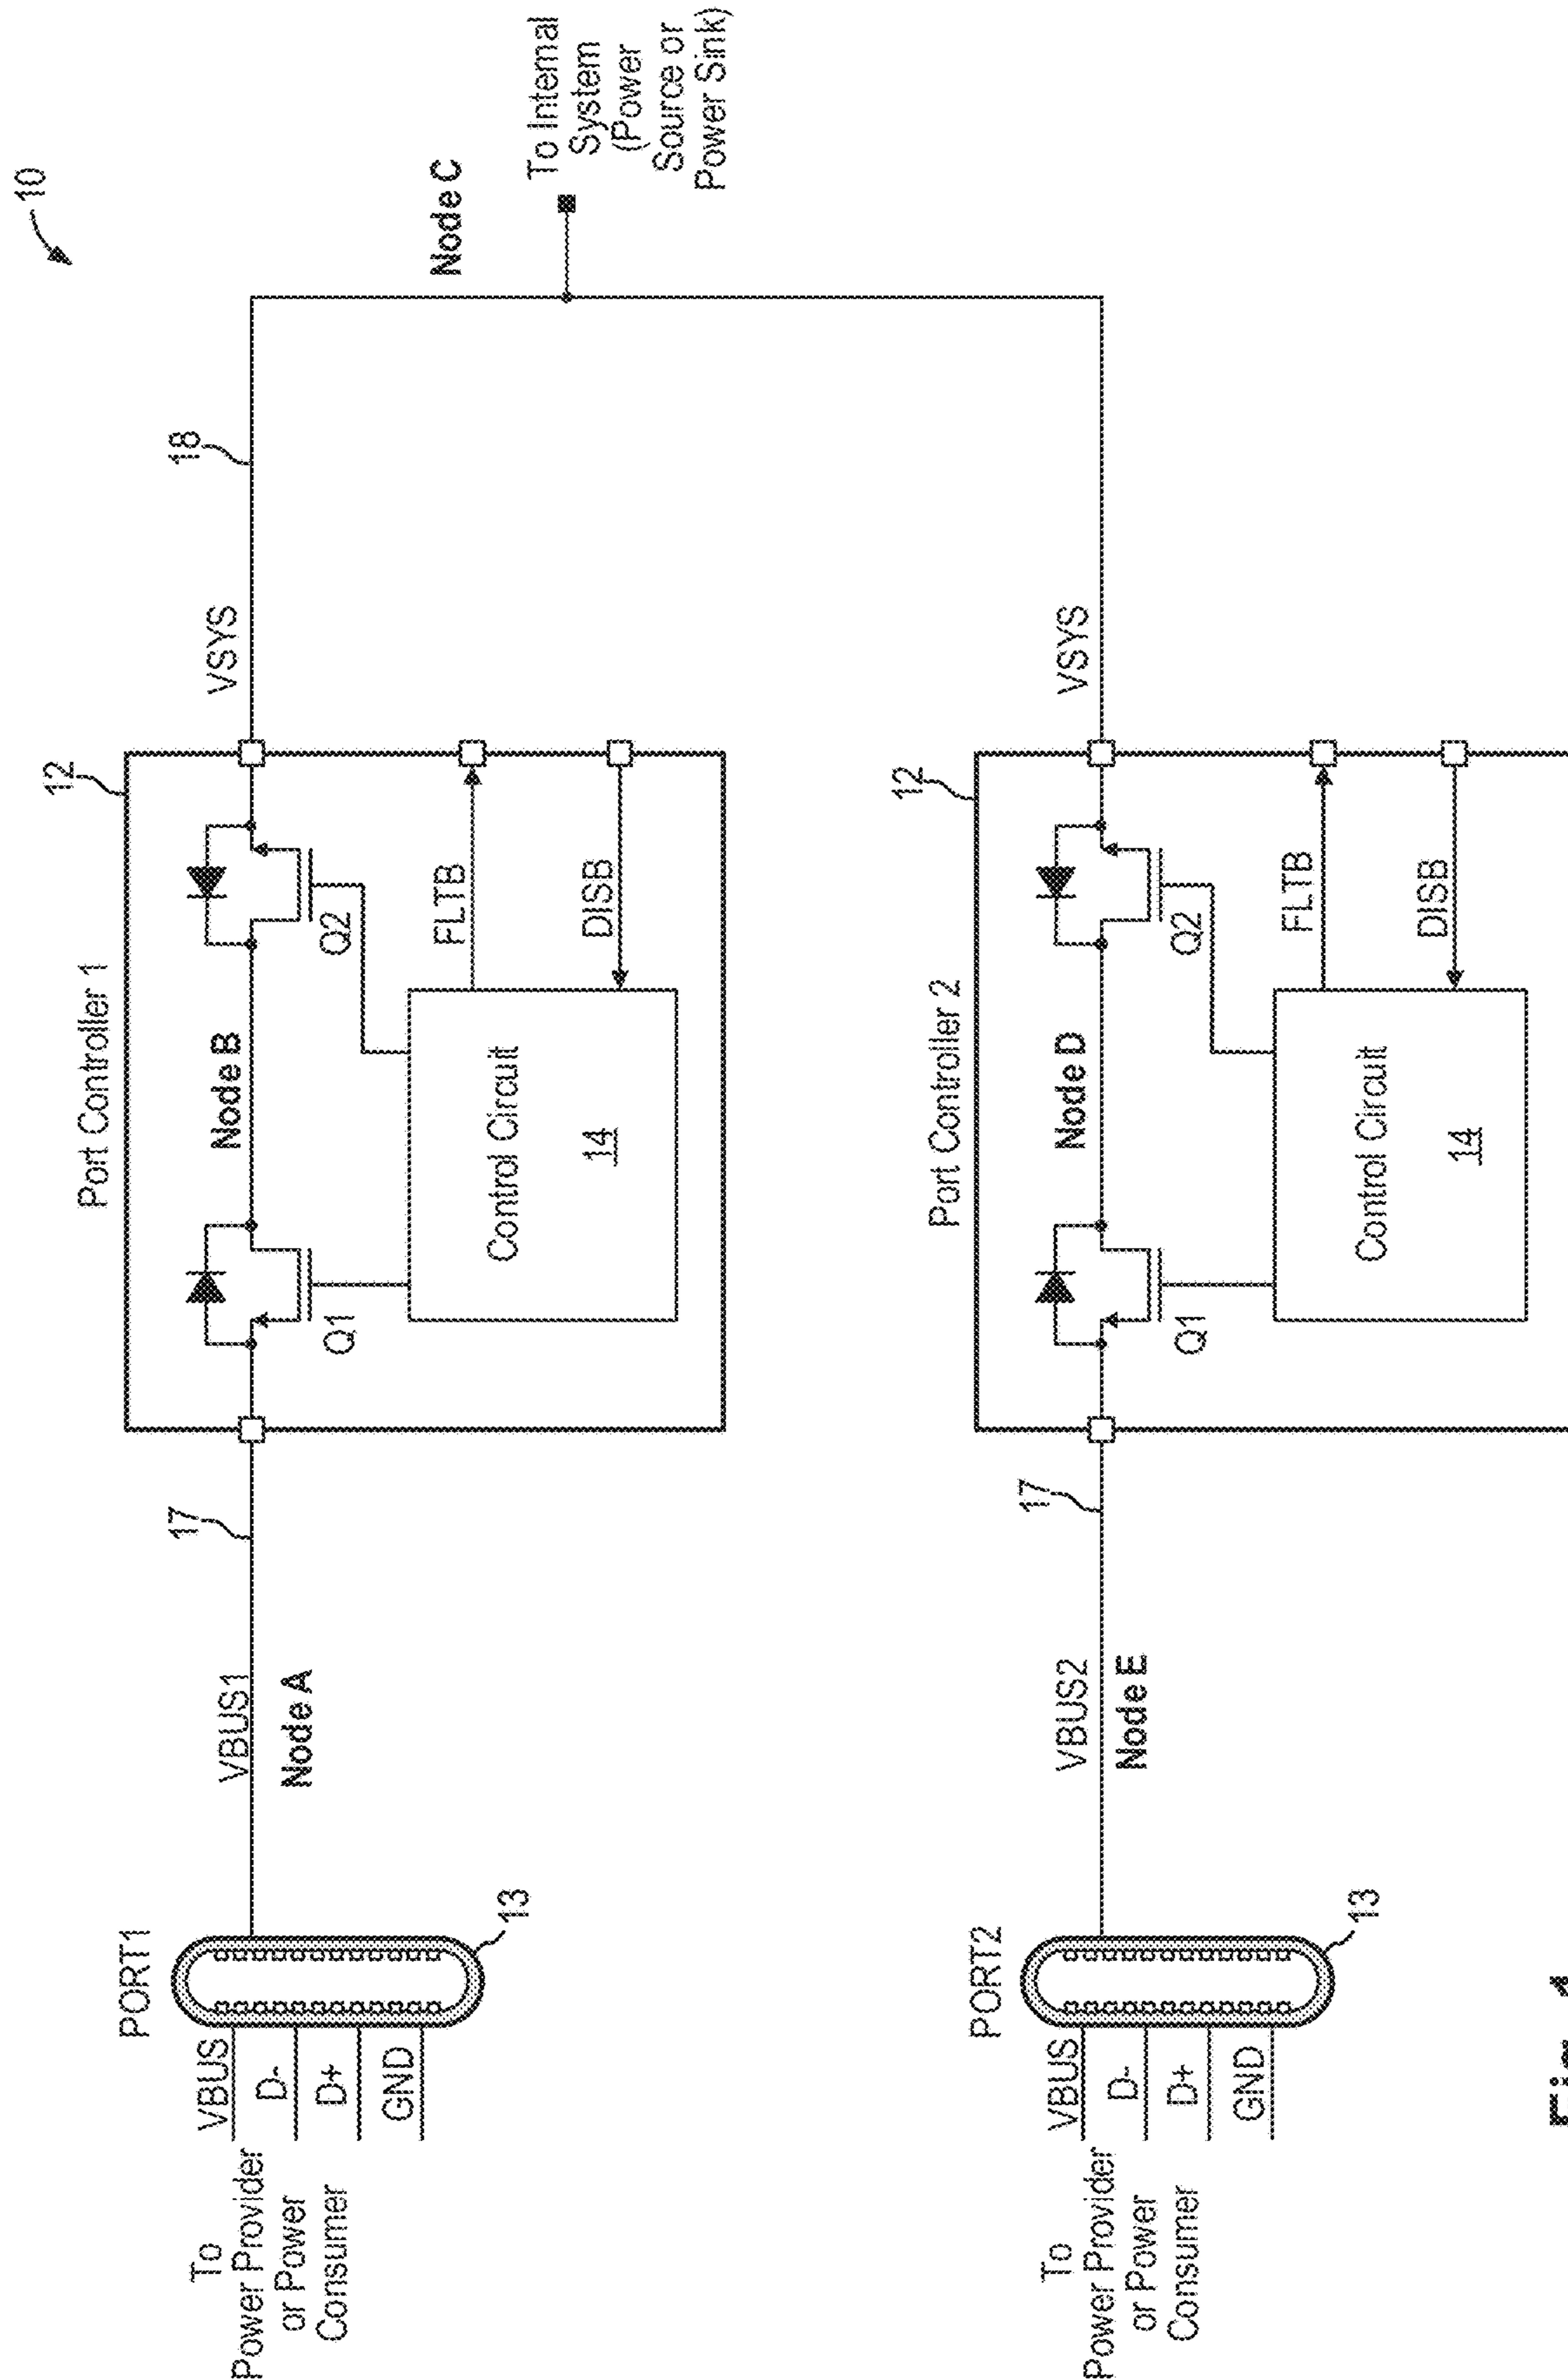 10
Port Controller 1
12
PORT1
To
Power Provider
or Power
Consumer
VBUS
D-
D+
GND
13
VBUS1
17
Node A
Node B
Q1
Q2
Control Circuit
14
FLTB
DISB
VSYS
18
Node C
To Internal
System
(Power
Source or
Power Sink)
Port Controller 2
12
PORT2
To
Power Provider
or Power
Consumer
VBUS
D-
D+
GND
13
VBUS2
17
Node E
Node D
Q1
Q2
Control Circuit
14
FLTB
DISB
VSYS